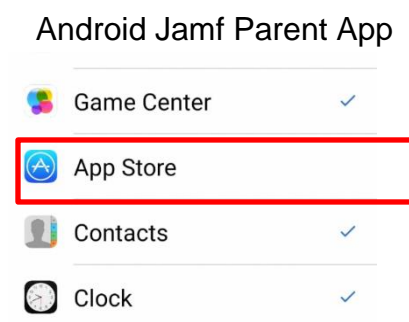 Android Jamf Parent App
Game Center
App Store
Contacts
Clock